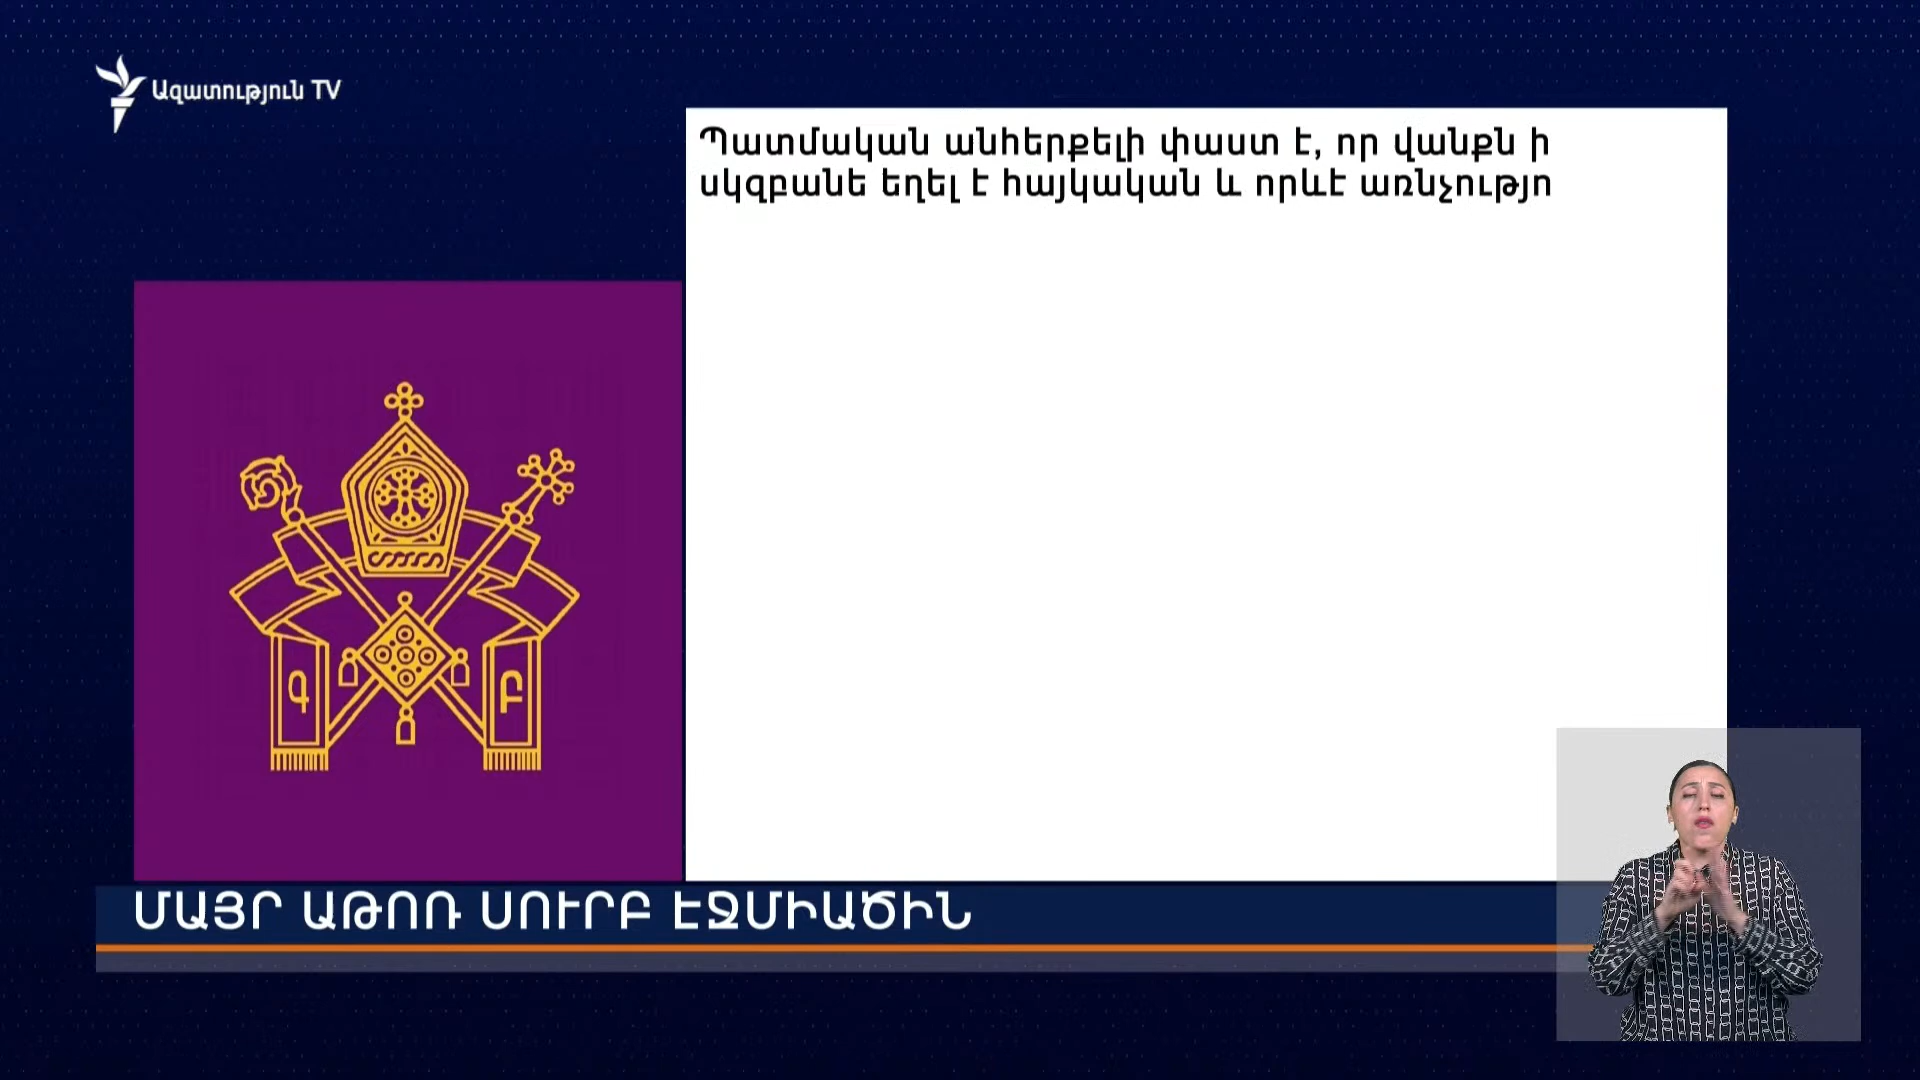 Ազատություն TV
Պատմական անհերքելի փաստ է, որ վանքն ի
սկզբանե եղել է հայկական և որևէ առնչությո
Գ
Բ
ՄԱՅՐ ԱԹՈՌ ՍՈՒՐԲ ԷՋՄԻԱԾԻՆ